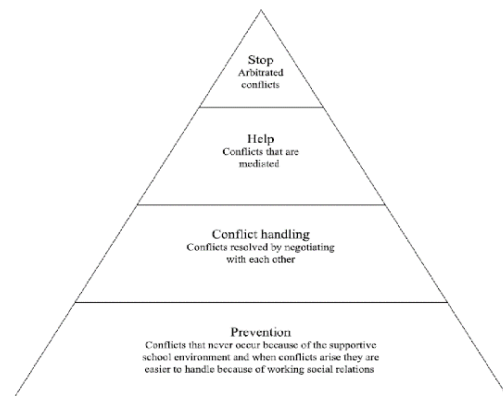 Stop
Arbitrated
conflicts
Help
Conflicts that are
mediated
Conflict handling
Conflicts resolved by negotiating
with each other
Prevention
Conflicts that never occur because of the supportive
school environment and when conflicts arise they are
easier to handle because of working social relations